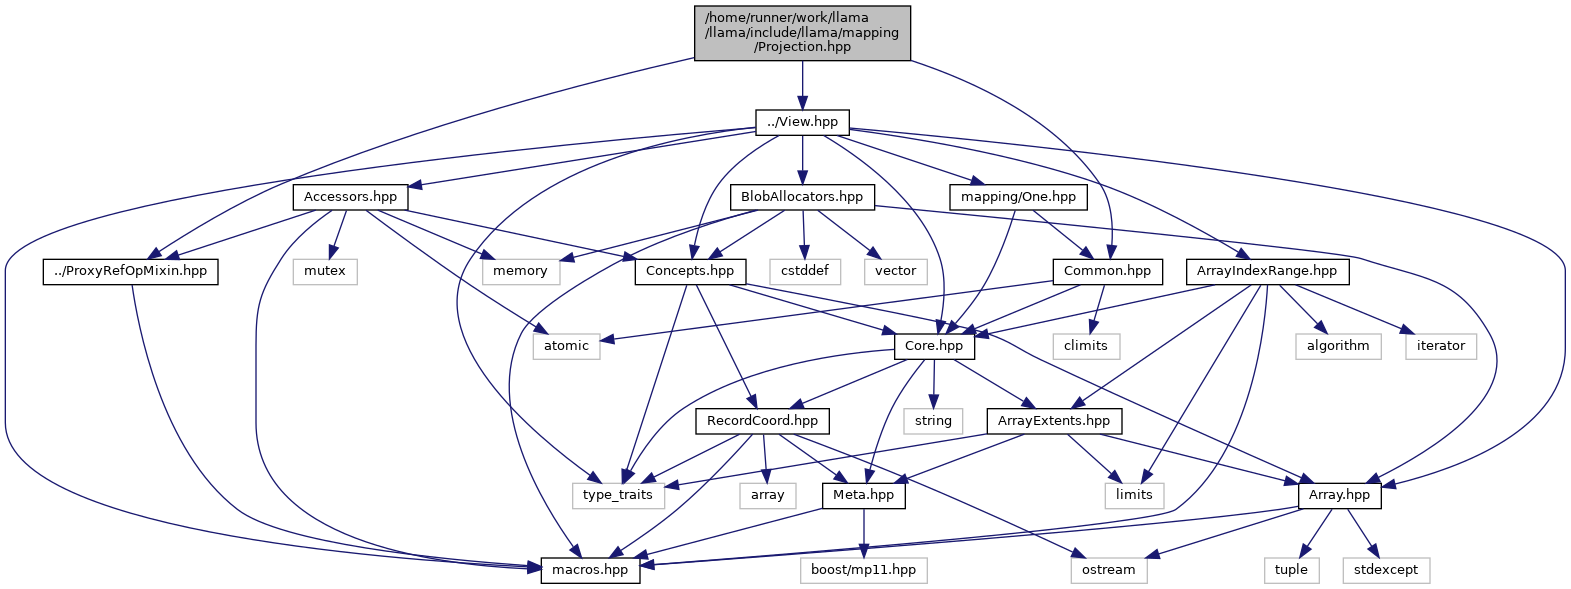 /home/runner/work/llama
/llama/include/llama/mapping
/Projection.hpp
../View.hpp
Accessors.hpp
BlobAllocators.hpp
mapping/One.hpp
../ProxyRefOpMixin.hpp
mutex
memory
Concepts.hpp
cstddef
vector
Common.hpp
ArrayIndexRange.hpp
atomic
Core.hpp
climits
algorithm
iterator
RecordCoord.hpp
string
ArrayExtents.hpp
type_traits
array
Meta.hpp
limits
Array.hpp
macros.hpp
boost/mp11.hpp
ostream
tuple
stdexcept